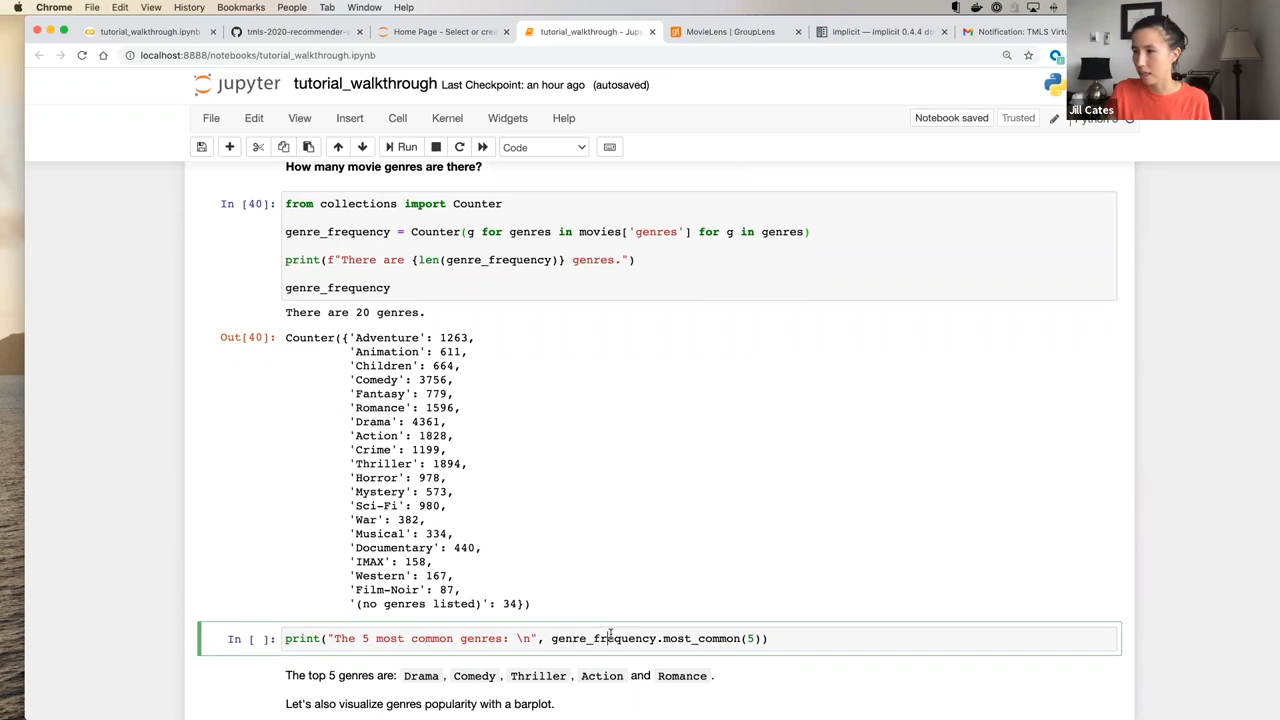 Chrome File Edit View History Bookmarks People Tab Window Help
tutorial_walkthrough.ipynb
tmls-2020-recommender-s
Home Page - Select or cree
tutorial_walkthrough - Jupy
MovieLens | GroupLens
Implicit — Implicit 0.4.4 do
Notification: TMLS Virtu
localhost:8888/notebooks/tutorial_walkthrough.ipynb
jupyter tutorial_walkthrough Last Checkpoint: an hour ago (autosaved)
Jill Cates
File Edit View Insert Cell Kernel Widgets Help
Notebook saved Trusted
Run Code
How many movie genres are there?
In [40]: from collections import Counter
genre_frequency = Counter(g for genres in movies['genres'] for g in genres)
print(f"There are {len(genre_frequency)} genres.")
genre_frequency
There are 20 genres.
Out[40]: Counter({'Adventure': 1263,
'Animation': 611,
'Children': 664,
'Comedy': 3756,
'Fantasy': 779,
'Romance': 1596,
'Drama': 4361,
'Action': 1828,
'Crime': 1199,
'Thriller': 1894,
'Horror': 978,
'Mystery': 573,
'Sci-Fi': 980,
'War': 382,
'Musical': 334,
'Documentary': 440,
'IMAX': 158,
'Western': 167,
'Film-Noir': 87,
'(no genres listed)': 34})
In [ ]: print("The 5 most common genres: \n", genre_frequency.most_common(5))
The top 5 genres are: Drama, Comedy, Thriller, Action and Romance.
Let's also visualize genres popularity with a barplot.